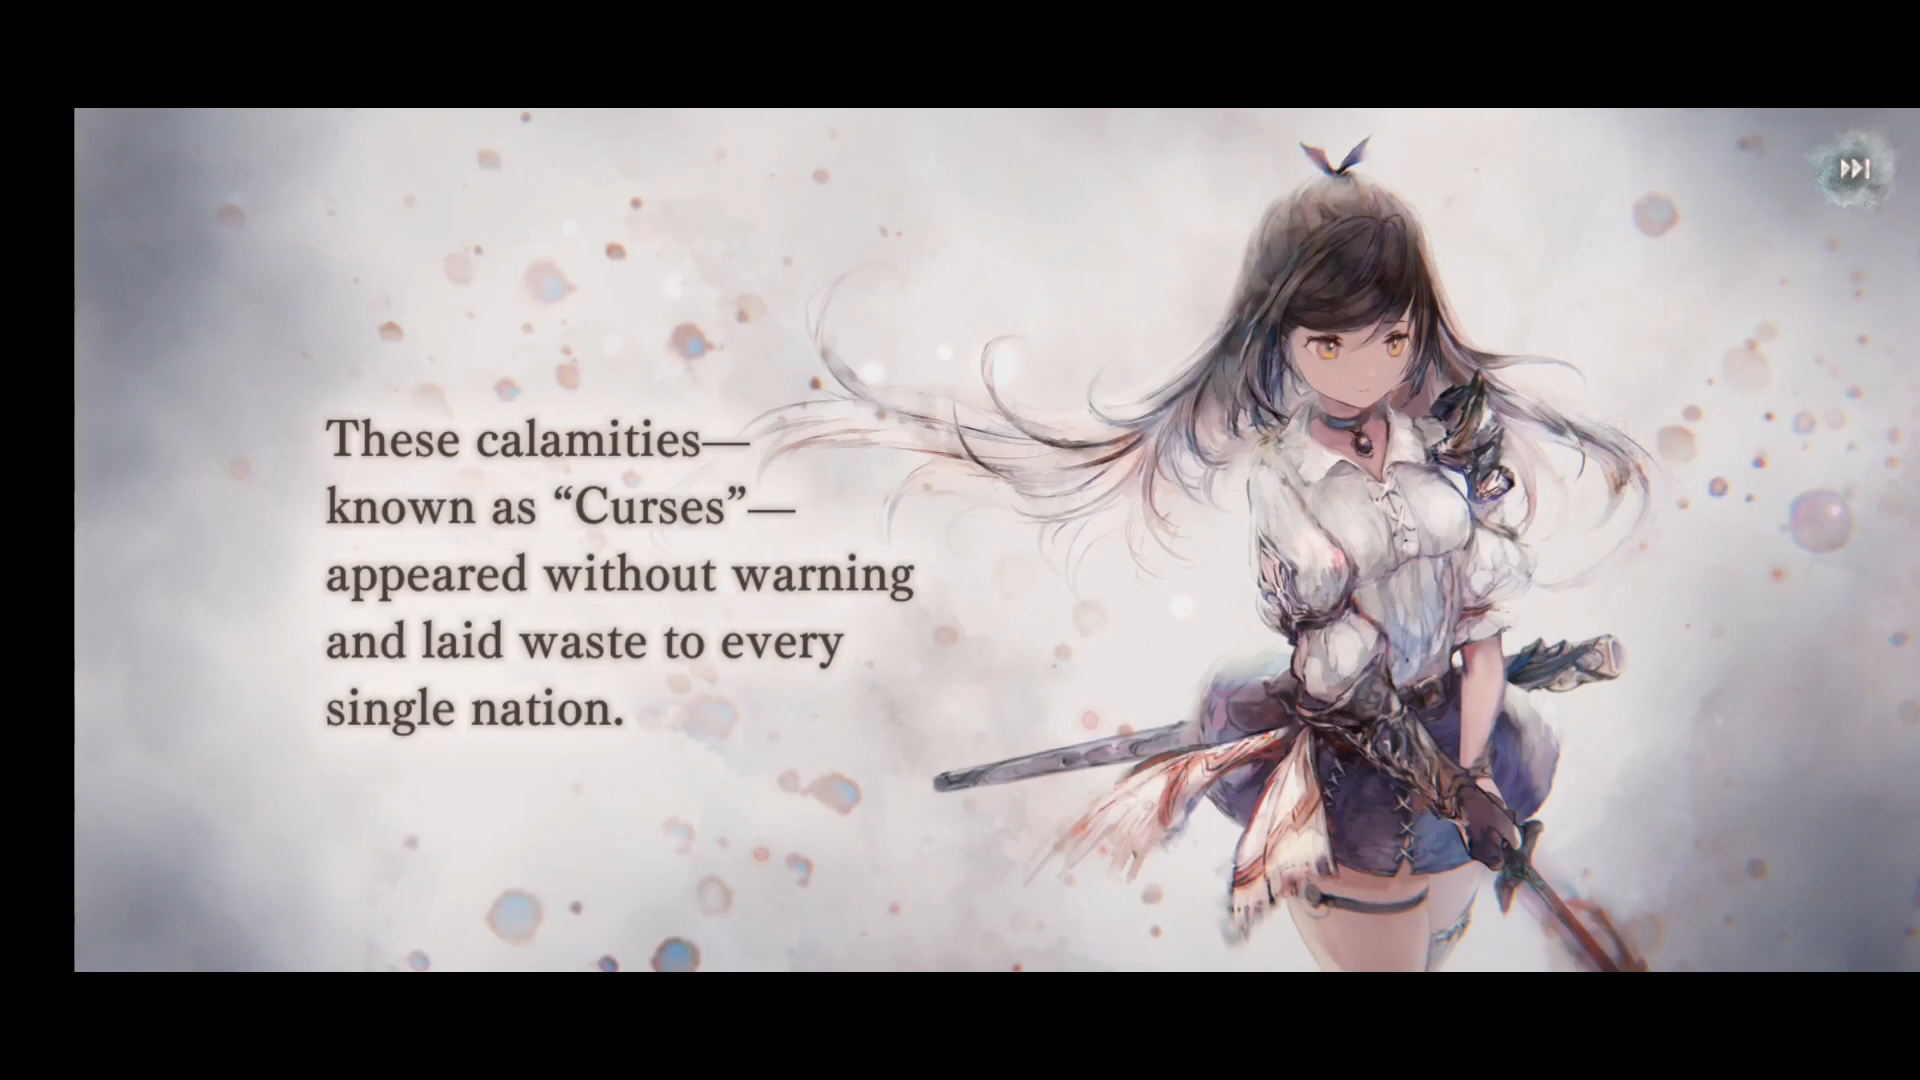 These calamities—
known as “Curses”—
appeared without warning
and laid waste to every
single nation.